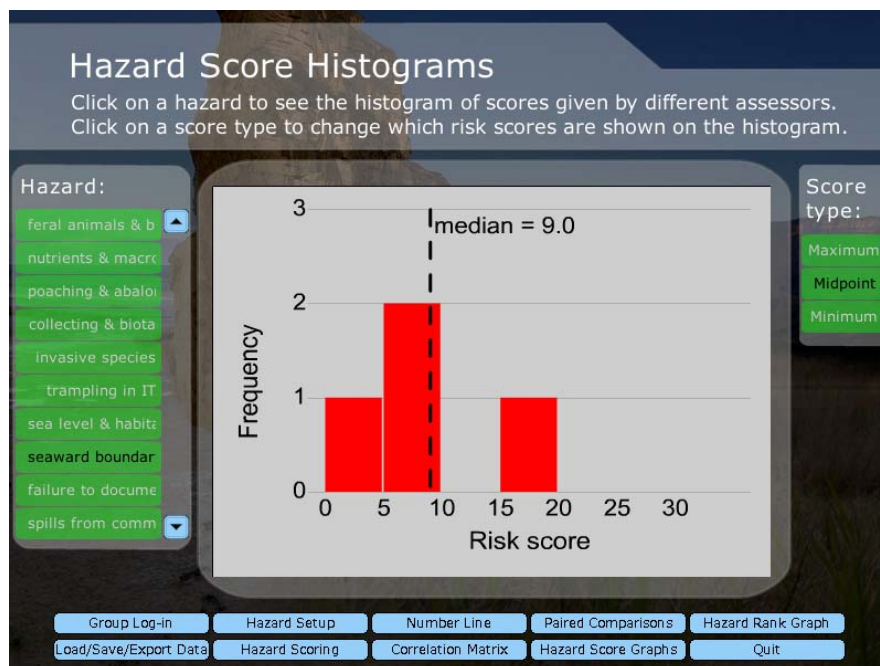 Hazard Score Histograms
Click on a hazard to see the histogram of scores given by different assessors.
Click on a score type to change which risk scores are shown on the histogram.
Hazard:
feral animals & b
nutrients & macro
poaching & abalon
collecting & biota
invasive species
trampling in IT
sea level & habita
seaward boundar
failure to docume
spills from comm
3
median = 9.0
2
1
0
Frequency
0 5 10 15 20 25 30
Risk score
Score
type:
Maximum
Midpoint
Minimum
Group Log-in
Hazard Setup
Number Line
Paired Comparisons
Hazard Rank Graph
Load/Save/Export Data
Hazard Scoring
Correlation Matrix
Hazard Score Graphs
Quit